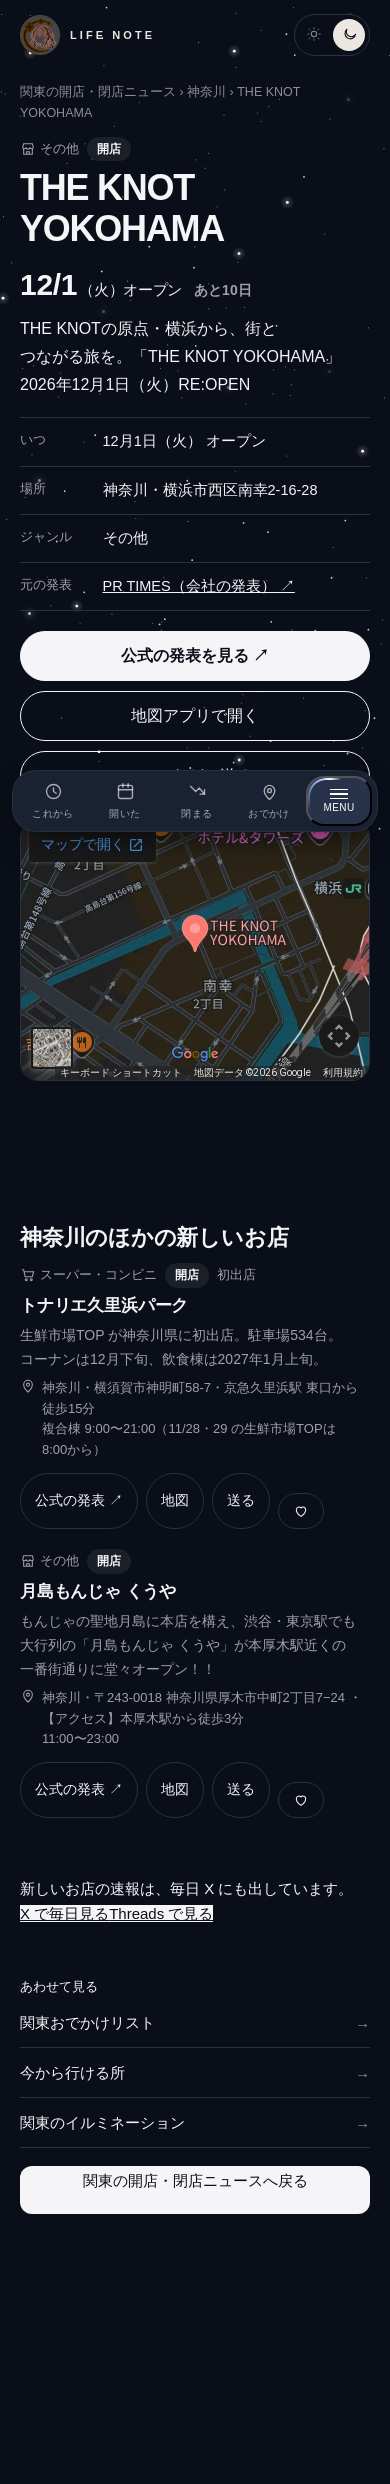 LIFE NOTE
関東の開店・閉店ニュース › 神奈川 › THE KNOT
YOKOHAMA
その他 開店
THE KNOT
YOKOHAMA
12/1（火）オープン あと10日
THE KNOTの原点・横浜から、街と
つながる旅を。「THE KNOT YOKOHAMA」
2026年12月1日（火）RE:OPEN
いつ 12月1日（火） オープン
場所 神奈川・横浜市西区南幸2-16-28
ジャンル その他
元の発表 PR TIMES（会社の発表） ↗
公式の発表を見る ↗
地図アプリで開く
これから 開いた 閉まる おでかけ MENU
マップで開く
ホテル&タワーズ
2丁目
高島台第156号線
高島台第148号線
横浜 JR
THE KNOT
YOKOHAMA
南幸
2丁目
Google
キーボード ショートカット 地図データ ©2026 Google 利用規約
神奈川のほかの新しいお店
スーパー・コンビニ 開店 初出店
トナリエ久里浜パーク
生鮮市場TOP が神奈川県に初出店。駐車場534台。
コーナンは12月下旬、飲食棟は2027年1月上旬。
神奈川・横須賀市神明町58-7・京急久里浜駅 東口から
徒歩15分
複合棟 9:00〜21:00（11/28・29 の生鮮市場TOPは
8:00から）
公式の発表 ↗ 地図 送る
その他 開店
月島もんじゃ くうや
もんじゃの聖地月島に本店を構え、渋谷・東京駅でも
大行列の「月島もんじゃ くうや」が本厚木駅近くの
一番街通りに堂々オープン！！
神奈川・〒243-0018 神奈川県厚木市中町2丁目7−24 ・
【アクセス】本厚木駅から徒歩3分
11:00〜23:00
公式の発表 ↗ 地図 送る
新しいお店の速報は、毎日 X にも出しています。
X で毎日見るThreads で見る
あわせて見る
関東おでかけリスト →
今から行ける所 →
関東のイルミネーション →
関東の開店・閉店ニュースへ戻る